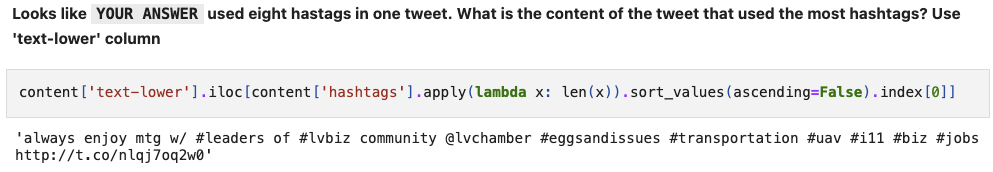 Looks like YOUR ANSWER used eight hastags in one tweet. What is the content of the tweet that used the most hashtags? Use
'text-lower' column
content['text-lower'].iloc[content['hashtags'].apply(lambda x: len(x)).sort_values(ascending=False).index[0]]
'always enjoy mtg w/ #leaders of #lvbiz community @lvchamber #eggsandissues #transportation #uav #i11 #biz #jobs
http://t.co/nlqj7oq2w0'